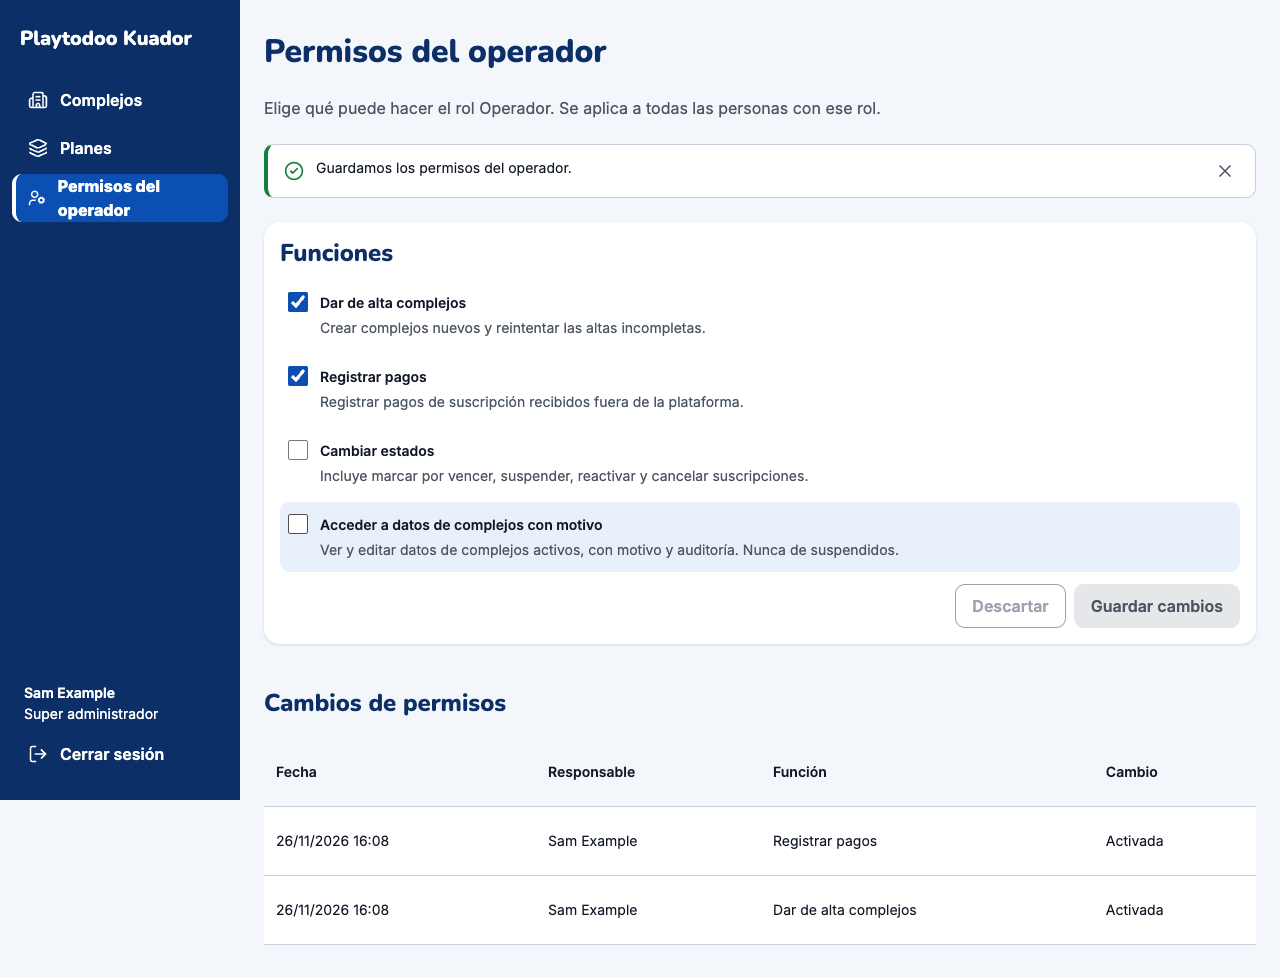 Playtodoo Kuador
Complejos
Planes
Permisos del
operador
Sam Example
Super administrador
Cerrar sesión
Permisos del operador
Elige qué puede hacer el rol Operador. Se aplica a todas las personas con ese rol.
Guardamos los permisos del operador.
Funciones
Dar de alta complejos
Crear complejos nuevos y reintentar las altas incompletas.
Registrar pagos
Registrar pagos de suscripción recibidos fuera de la plataforma.
Cambiar estados
Incluye marcar por vencer, suspender, reactivar y cancelar suscripciones.
Acceder a datos de complejos con motivo
Ver y editar datos de complejos activos, con motivo y auditoría. Nunca de suspendidos.
Descartar Guardar cambios
Cambios de permisos
Fecha Responsable Función Cambio
26/11/2026 16:08 Sam Example Registrar pagos Activada
26/11/2026 16:08 Sam Example Dar de alta complejos Activada